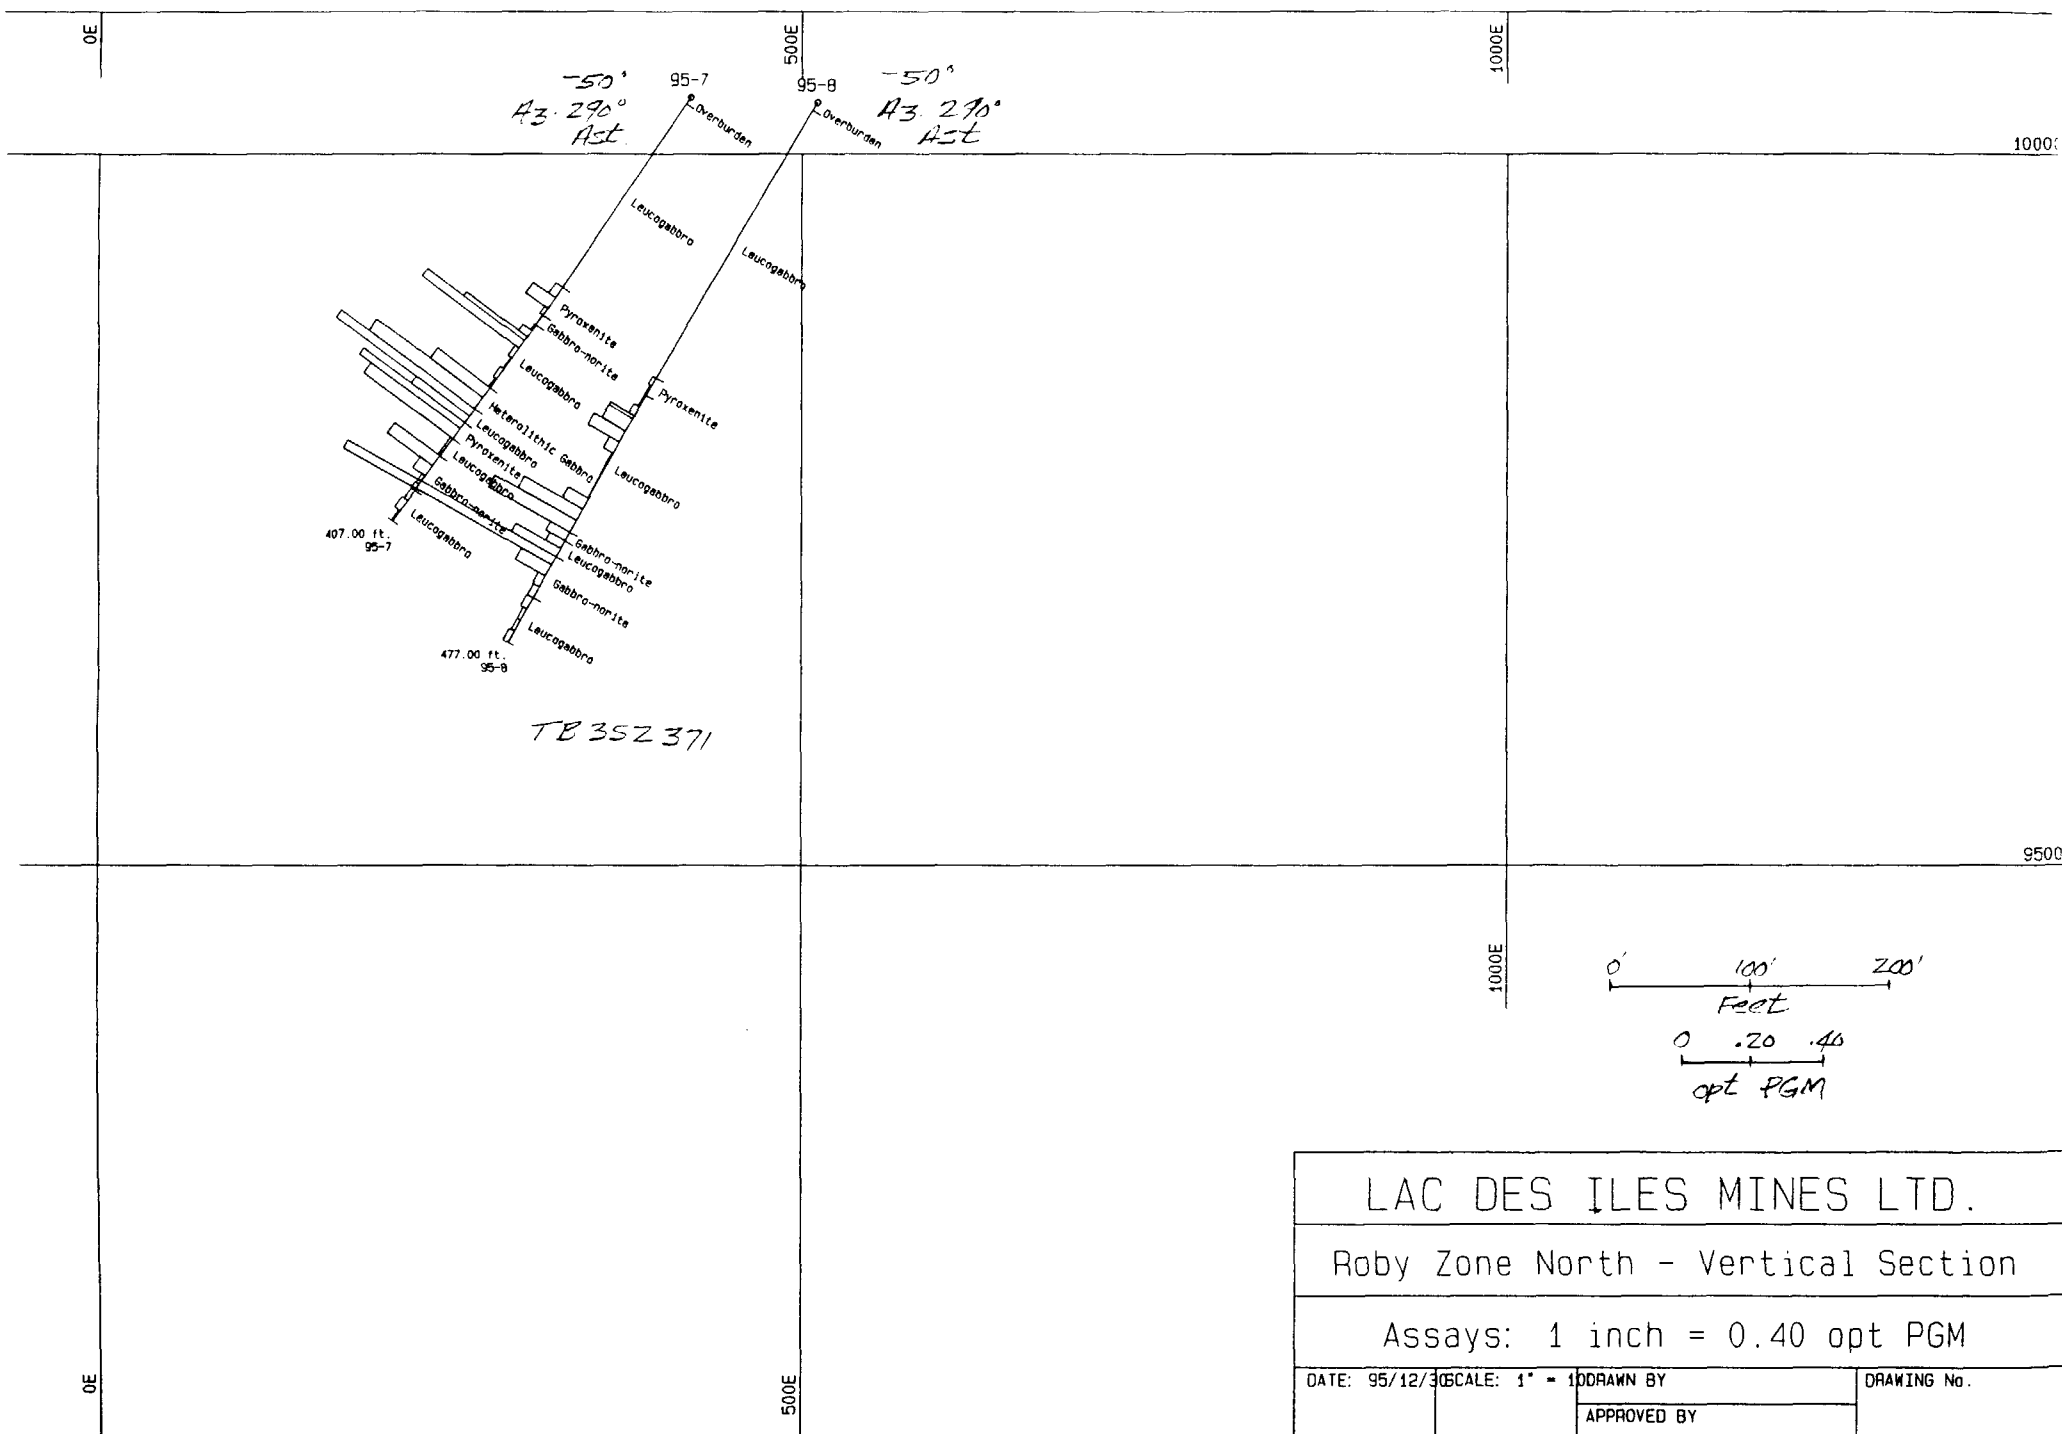 0E
500E
1000E
-50°
Az. 290°
Ast.
95-7
95-8
-50°
Az. 290°
Ast
Overburden
Overburden
Leucogabbro
Leucogabbro
Pyroxenite
Gabbro-norite
Leucogabbro
Heterolithic Gabbro
Leucogabbro
Pyroxenite
Leucogabbro
Gabbro-norite
Leucogabbro
407.00 ft.
95-7
Pyroxenite
Leucogabbro
Gabbro-norite
Leucogabbro
Gabbro-norite
Leucogabbro
477.00 ft.
95-8
TB 352371
9500
1000E
0' 100' 200'
Feet
0 .20 .40
opt PGM
0E
500E
LAC DES ILES MINES LTD.
Roby Zone North - Vertical Section
Assays: 1 inch = 0.40 opt PGM
DATE: 95/12/30 SCALE: 1" = 10 DRAWN BY
DRAWING No.
APPROVED BY